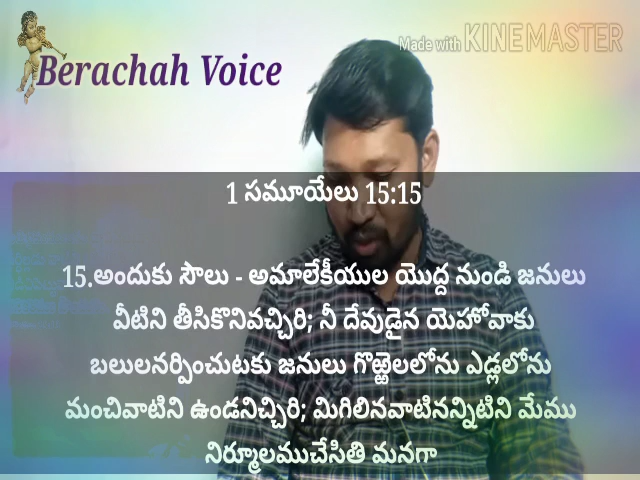 Made with KINEMASTER
Berachah Voice
1 సమూయేలు 15:15
15.అందుకు సౌలు - అమాలేకీయుల యొద్ద నుండి జనులు
వీటిని తీసికొనివచ్చిరి; నీ దేవుడైన యెహోవాకు
బలులనర్పించుటకు జనులు గొఱ్ఱెలలోను ఎడ్లలోను
మంచివాటిని ఉండనిచ్చిరి; మిగిలినవాటినన్నిటిని మేము
నిర్మూలముచేసితి మనగా